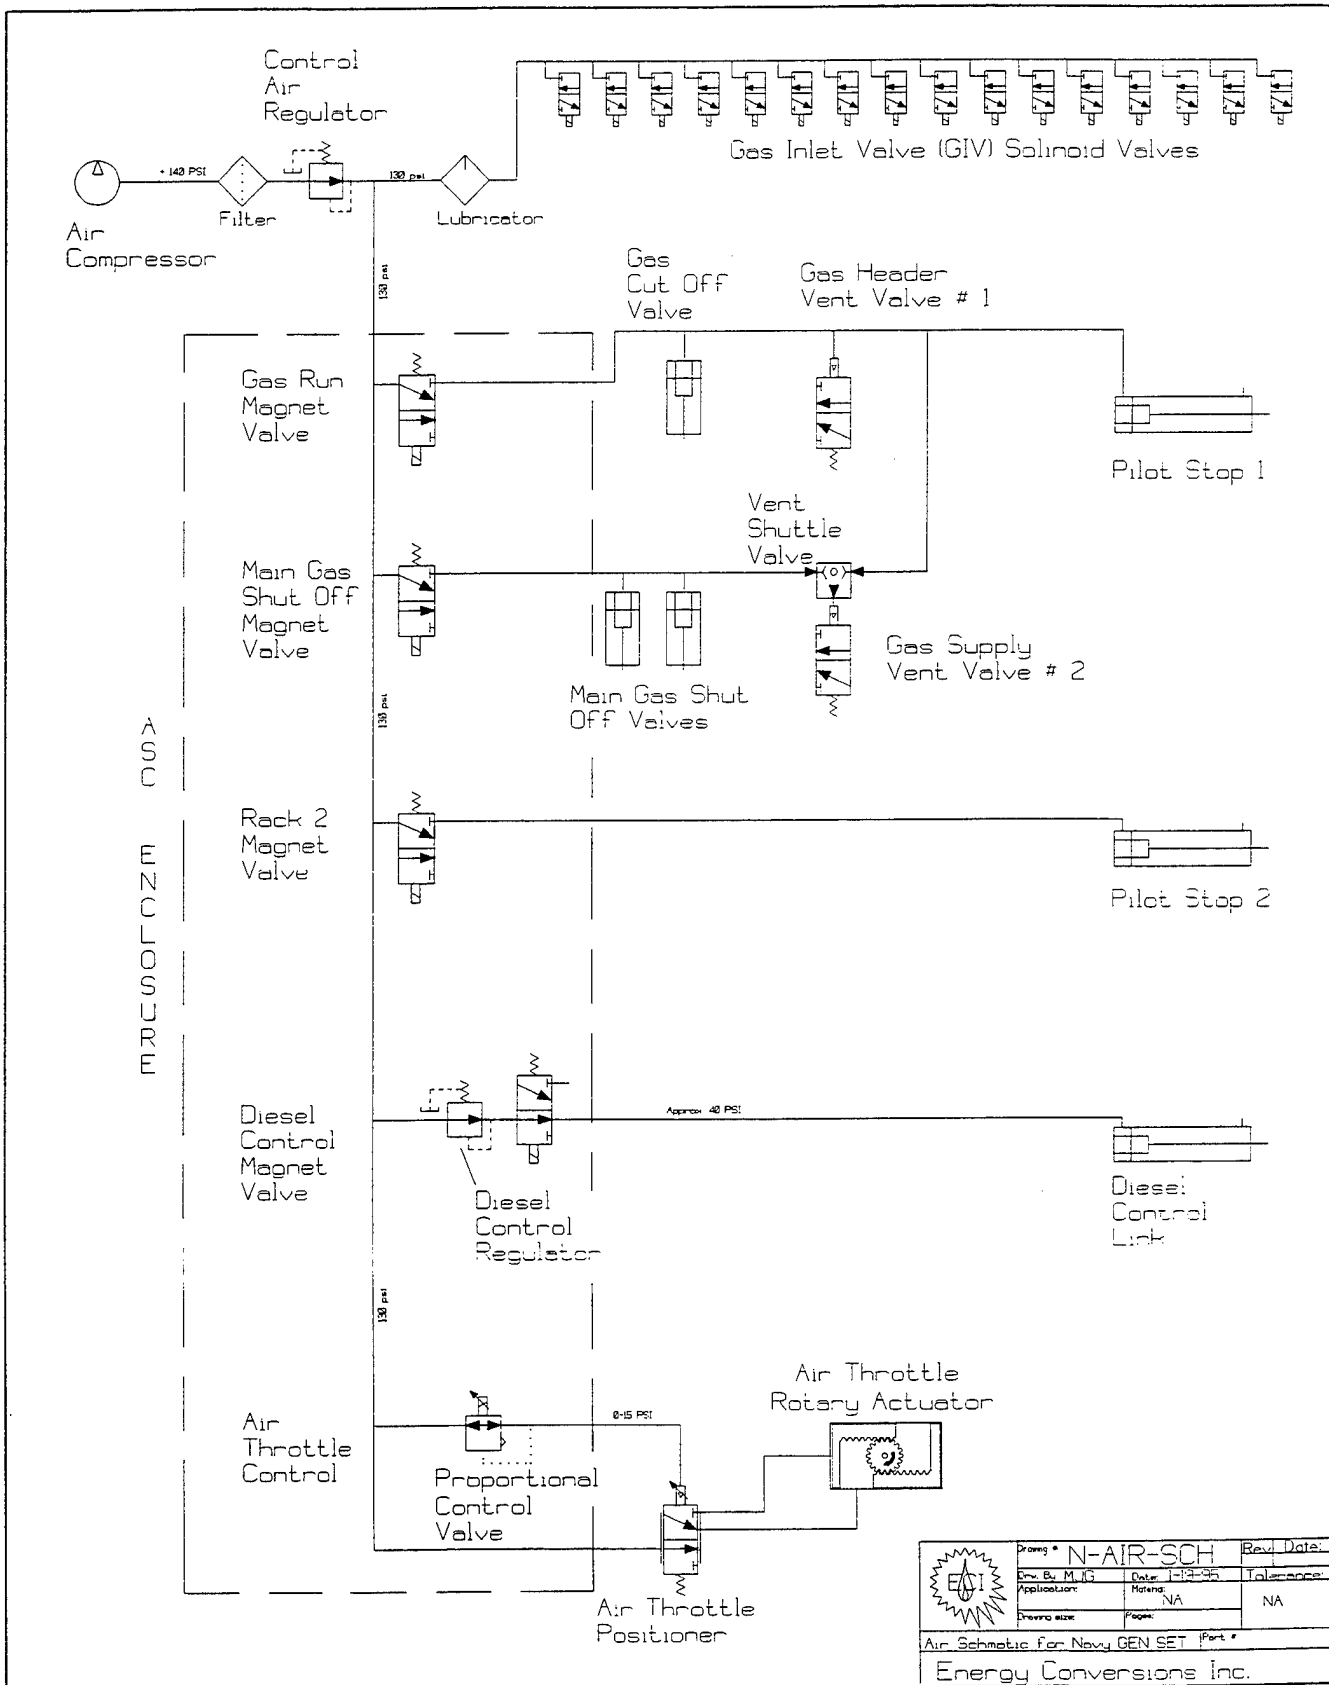 Control
Air
Regulator
Gas Inlet Valve (GIV) Solinoid Valves
+ 140 PSI
130 psi
Filter
Lubricator
Air
Compressor
130 psi
Gas
Cut Off
Valve
Gas Header
Vent Valve # 1
Gas Run
Magnet
Valve
Pilot Stop 1
Vent
Shuttle
Valve
Main Gas
Shut Off
Magnet
Valve
Gas Supply
Vent Valve # 2
Main Gas Shut
Off Valves
130 psi
ASC ENCLOSURE
Rack 2
Magnet
Valve
Pilot Stop 2
Diesel
Control
Magnet
Valve
Approx 40 PSI
Diesel
Control
Regulator
Diesel
Control
Link
130 psi
Air Throttle
Rotary Actuator
Air
Throttle
Control
0-15 PSI
Proportional
Control
Valve
Air Throttle
Positioner
ECI
Drawing # N-AIR-SCH Rev Date:
Drw. By MJG Date: 1-13-95 Tolerance:
Application: Material: NA NA
Drawing size: Pages:
Air Schmatic for Navy GEN SET Part #
Energy Conversions Inc.